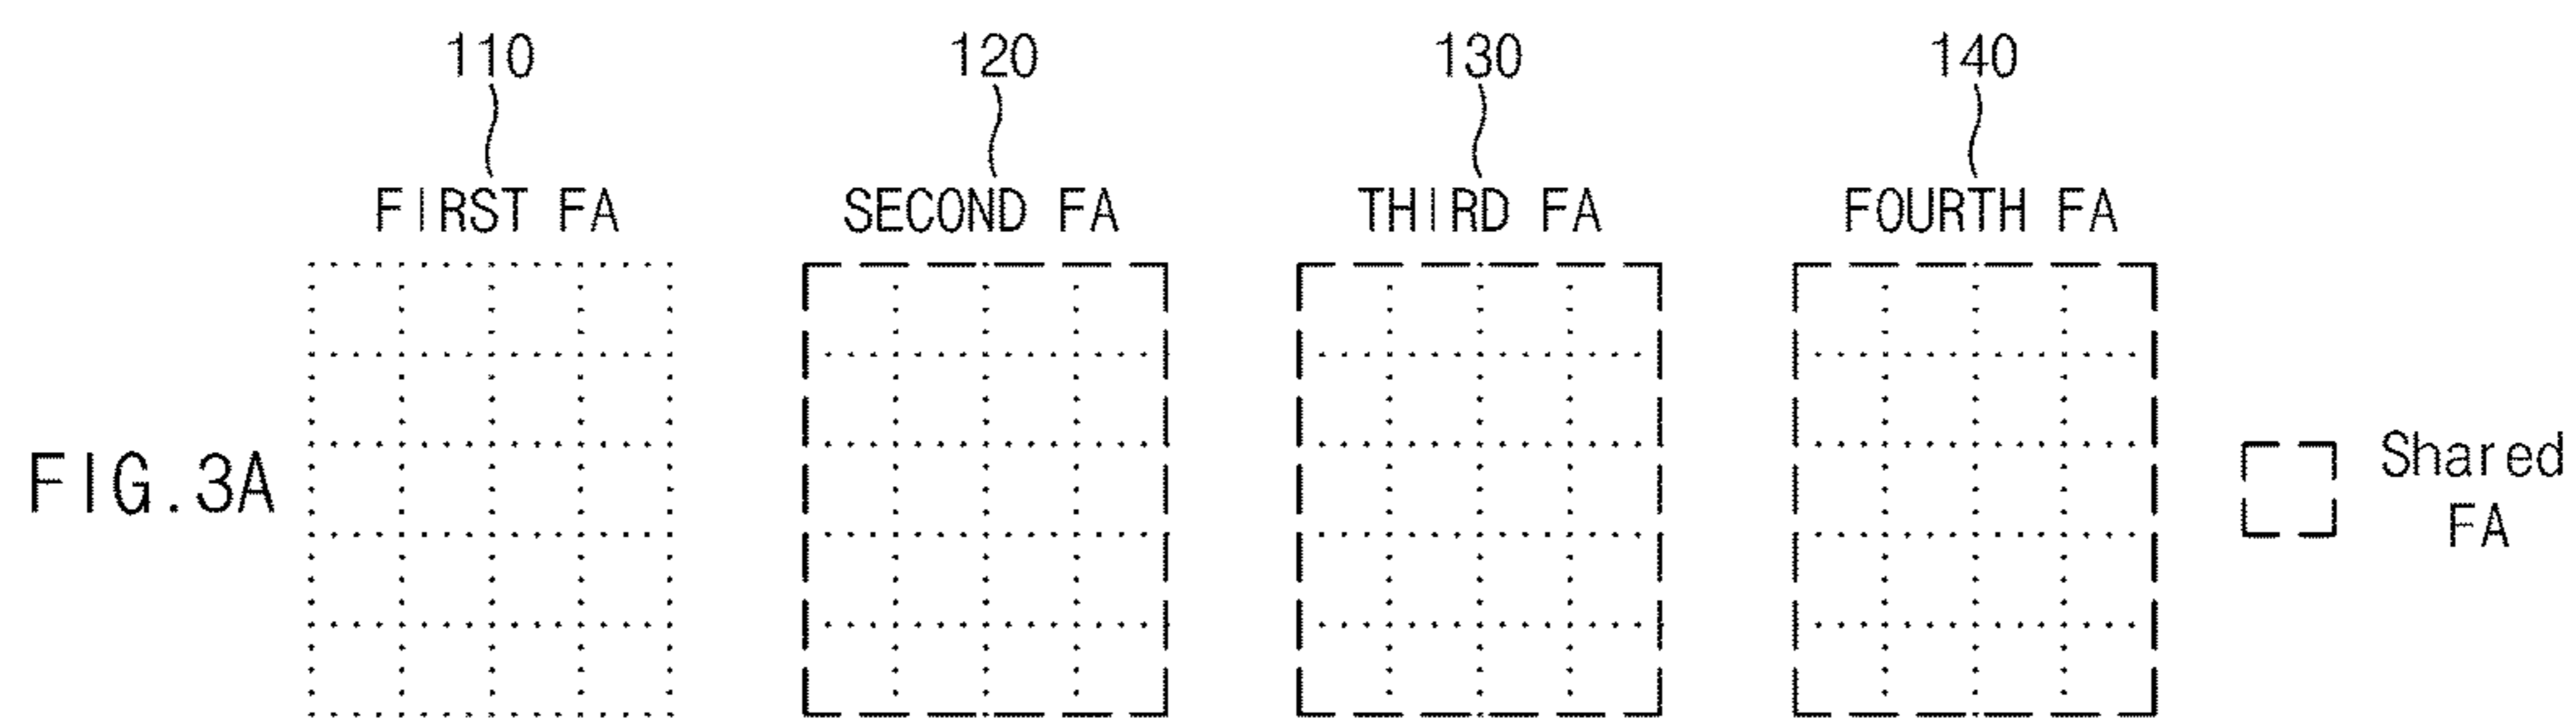 110 120 130 140
FIRST FA SECOND FA THIRD FA FOURTH FA
FIG.3A
Shared
FA